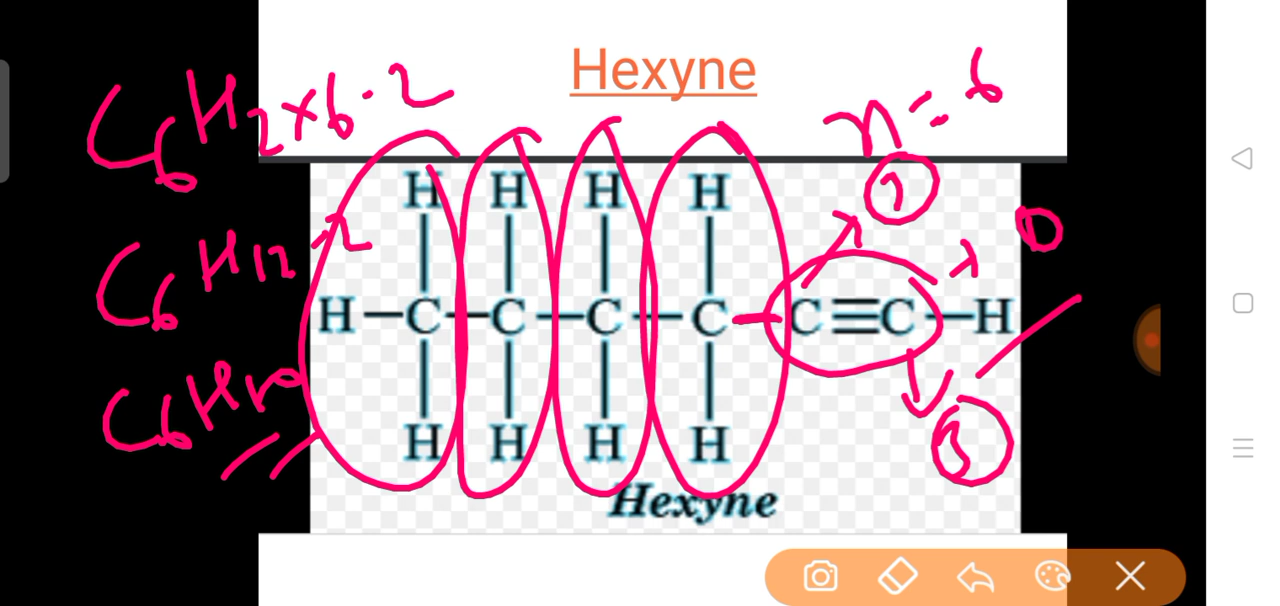 Hexyne
n = 6
C6H2×6-2
C6H12-2
C6H10
H H H H
H–C–C–C–C–C≡C–H
H H H H
Hexyne